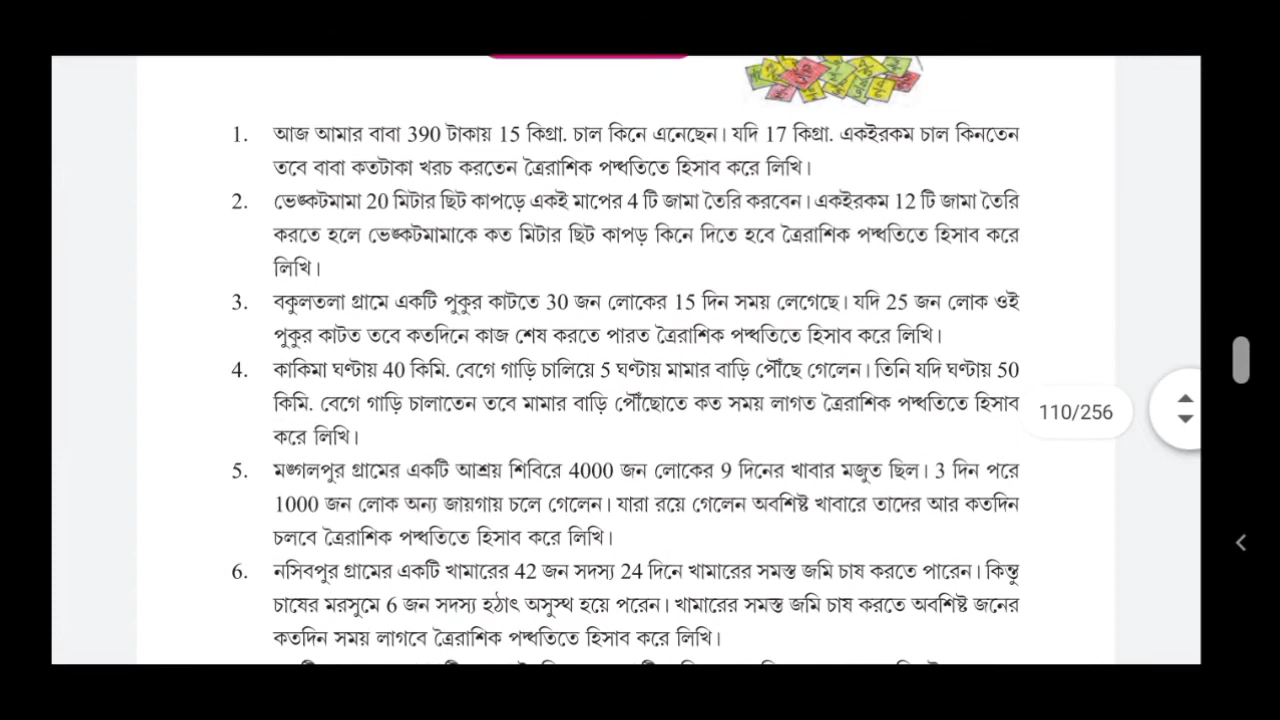 1. আজ আমার বাবা 390 টাকায় 15 কিগ্রা. চাল কিনে এনেছেন। যদি 17 কিগ্রা. একইরকম চাল কিনতেন
তবে বাবা কতটাকা খরচ করতেন ত্রৈরাশিক পদ্ধতিতে হিসাব করে লিখি।
2. ভেঙ্কটমামা 20 মিটার ছিট কাপড়ে একই মাপের 4 টি জামা তৈরি করবেন। একইরকম 12 টি জামা তৈরি
করতে হলে ভেঙ্কটমামাকে কত মিটার ছিট কাপড় কিনে দিতে হবে ত্রৈরাশিক পদ্ধতিতে হিসাব করে
লিখি।
3. বকুলতলা গ্রামে একটি পুকুর কাটতে 30 জন লোকের 15 দিন সময় লেগেছে। যদি 25 জন লোক ওই
পুকুর কাটত তবে কতদিনে কাজ শেষ করতে পারত ত্রৈরাশিক পদ্ধতিতে হিসাব করে লিখি।
4. কাকিমা ঘণ্টায় 40 কিমি. বেগে গাড়ি চালিয়ে 5 ঘণ্টায় মামার বাড়ি পৌঁছে গেলেন। তিনি যদি ঘণ্টায় 50
কিমি. বেগে গাড়ি চালাতেন তবে মামার বাড়ি পৌঁছোতে কত সময় লাগত ত্রৈরাশিক পদ্ধতিতে হিসাব
করে লিখি।
110/256
5. মঙ্গলপুর গ্রামের একটি আশ্রয় শিবিরে 4000 জন লোকের 9 দিনের খাবার মজুত ছিল। 3 দিন পরে
1000 জন লোক অন্য জায়গায় চলে গেলেন। যারা রয়ে গেলেন অবশিষ্ট খাবারে তাদের আর কতদিন
চলবে ত্রৈরাশিক পদ্ধতিতে হিসাব করে লিখি।
6. নসিবপুর গ্রামের একটি খামারের 42 জন সদস্য 24 দিনে খামারের সমস্ত জমি চাষ করতে পারেন। কিন্তু
চাষের মরসুমে 6 জন সদস্য হঠাৎ অসুস্থ হয়ে পরেন। খামারের সমস্ত জমি চাষ করতে অবশিষ্ট জনের
কতদিন সময় লাগবে ত্রৈরাশিক পদ্ধতিতে হিসাব করে লিখি।